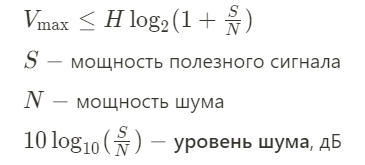 V_max ≤ H log₂(1 + S/N)
S — мощность полезного сигнала
N — мощность шума
10 log₁₀(S/N) — уровень шума, дБ